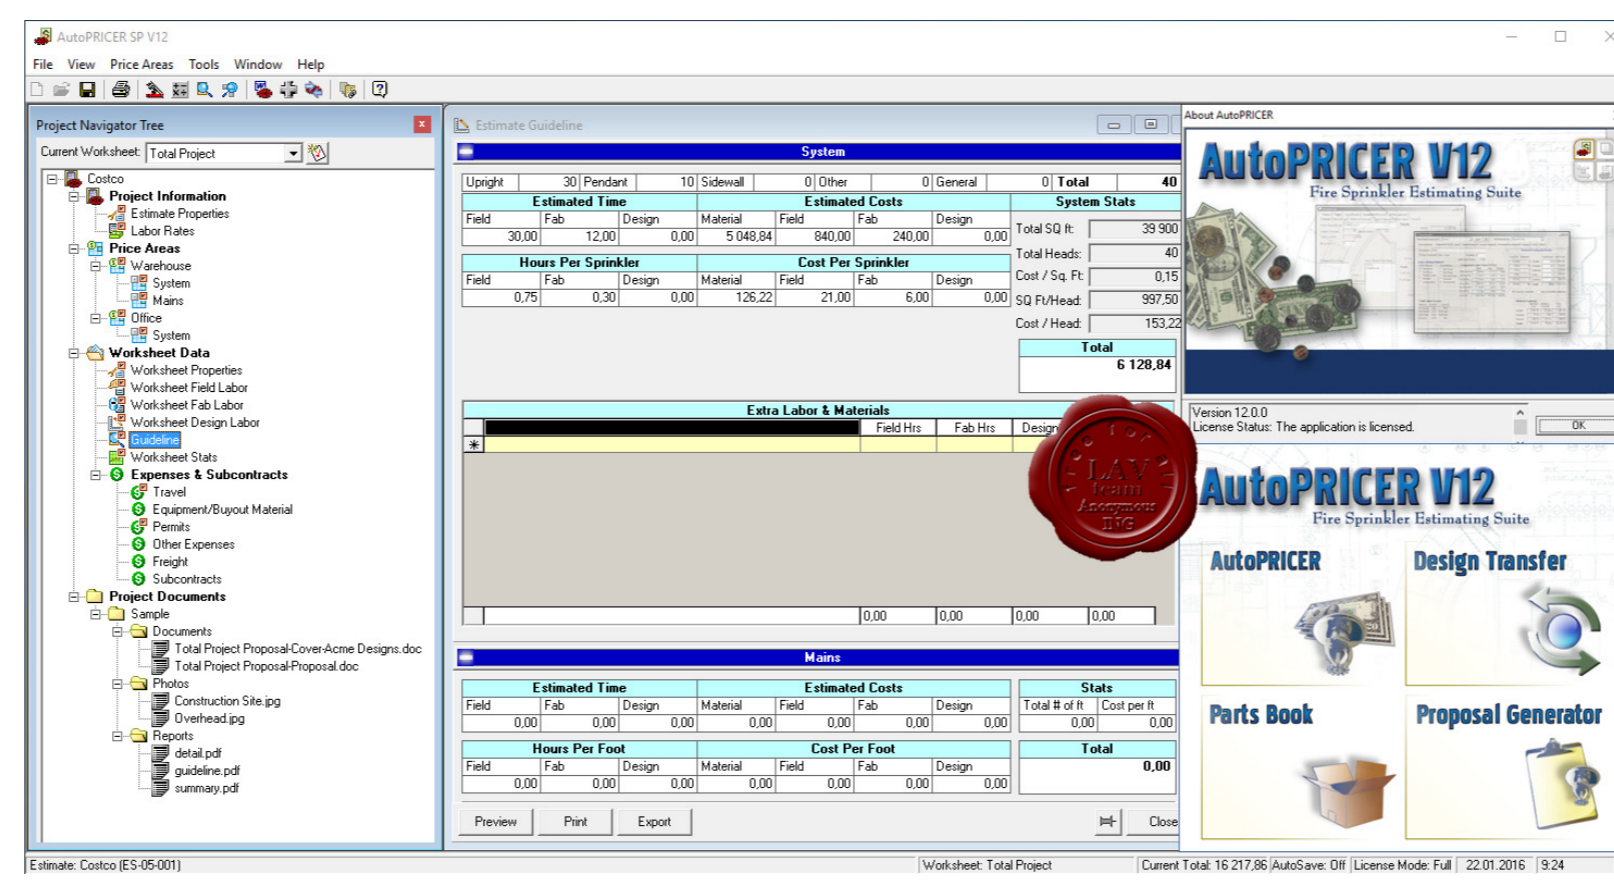 AutoPRICER SP V12
File View Price Areas Tools Window Help
Project Navigator Tree
Current Worksheet: Total Project
Costco
Project Information
Estimate Properties
Labor Rates
Price Areas
Warehouse
System
Mains
Office
System
Worksheet Data
Worksheet Properties
Worksheet Field Labor
Worksheet Fab Labor
Worksheet Design Labor
Guideline
Worksheet Stats
Expenses & Subcontracts
Travel
Equipment/Buyout Material
Permits
Other Expenses
Freight
Subcontracts
Project Documents
Sample
Documents
Total Project Proposal-Cover-Acme Designs.doc
Total Project Proposal-Proposal.doc
Photos
Construction Site.jpg
Overhead.jpg
Reports
detail.pdf
guideline.pdf
summary.pdf
Estimate Guideline
System
Upright 30 Pendant 10 Sidewall 0 Other 0 General 0 Total 40
Estimated Time Estimated Costs System Stats
Field Fab Design Material Field Fab Design
30,00 12,00 0,00 5 048,84 840,00 240,00 0,00
Total SQ ft: 39 900
Total Heads: 40
Hours Per Sprinkler Cost Per Sprinkler
Field Fab Design Material Field Fab Design
0,75 0,30 0,00 126,22 21,00 6,00 0,00
Cost / Sq. Ft: 0,15
SQ Ft/Head: 997,50
Cost / Head: 153,22
Total
6 128,84
Extra Labor & Materials
Field Hrs Fab Hrs Design
0,00 0,00 0,00 0,00
free for all
LAV
team
Anonymous
ING
Mains
Estimated Time Estimated Costs Stats
Field Fab Design Material Field Fab Design Total # of ft Cost per ft
0,00 0,00 0,00 0,00 0,00 0,00 0,00 0,00 0,00
Hours Per Foot Cost Per Foot Total
Field Fab Design Material Field Fab Design 0,00
0,00 0,00 0,00 0,00 0,00 0,00 0,00
Preview Print Export Close
About AutoPRICER
AutoPRICER V12
Fire Sprinkler Estimating Suite
Version 12.0.0
License Status: The application is licensed.
OK
AutoPRICER V12
Fire Sprinkler Estimating Suite
AutoPRICER Design Transfer
Parts Book Proposal Generator
Estimate: Costco (ES-05-001) Worksheet: Total Project Current Total: 16 217,86 AutoSave: Off License Mode: Full 22.01.2016 9:24